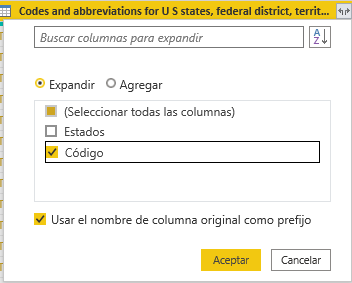 Codes and abbreviations for U S states, federal district, territ...
Buscar columnas para expandir
A
Z
Expandir
Agregar
(Seleccionar todas las columnas)
Estados
Código
Usar el nombre de columna original como prefijo
Aceptar
Cancelar